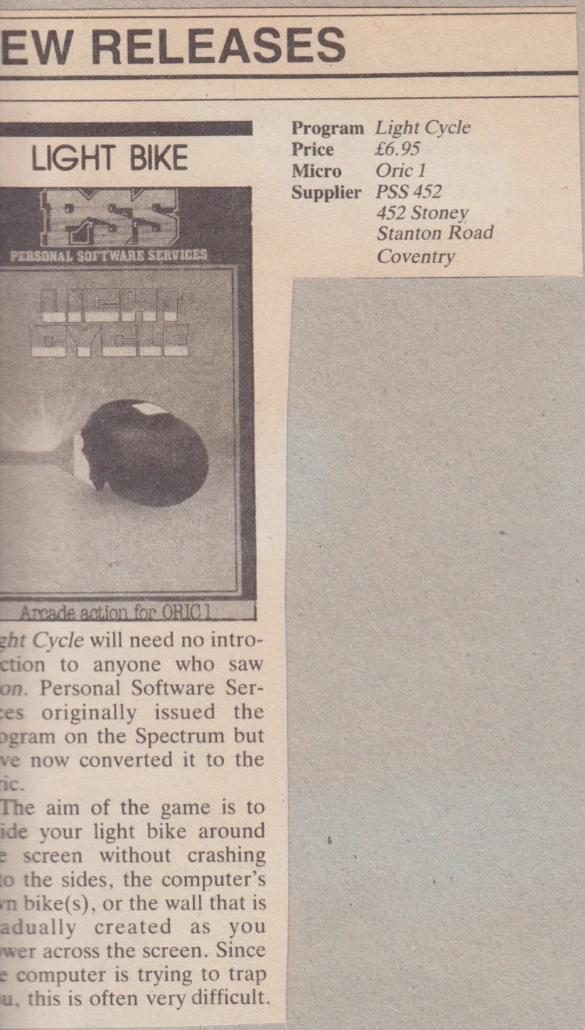 EW RELEASES
LIGHT BIKE
PSS
PERSONAL SOFTWARE SERVICES
LIGHT
CYCLE
Arcade action for ORIC 1
ght Cycle will need no intro-
ction to anyone who saw
on. Personal Software Ser-
ces originally issued the
ogram on the Spectrum but
ve now converted it to the
ric.
The aim of the game is to
ide your light bike around
e screen without crashing
to the sides, the computer's
n bike(s), or the wall that is
adually created as you
wer across the screen. Since
e computer is trying to trap
u, this is often very difficult.
Program Light Cycle
Price £6.95
Micro Oric 1
Supplier PSS 452
452 Stoney
Stanton Road
Coventry